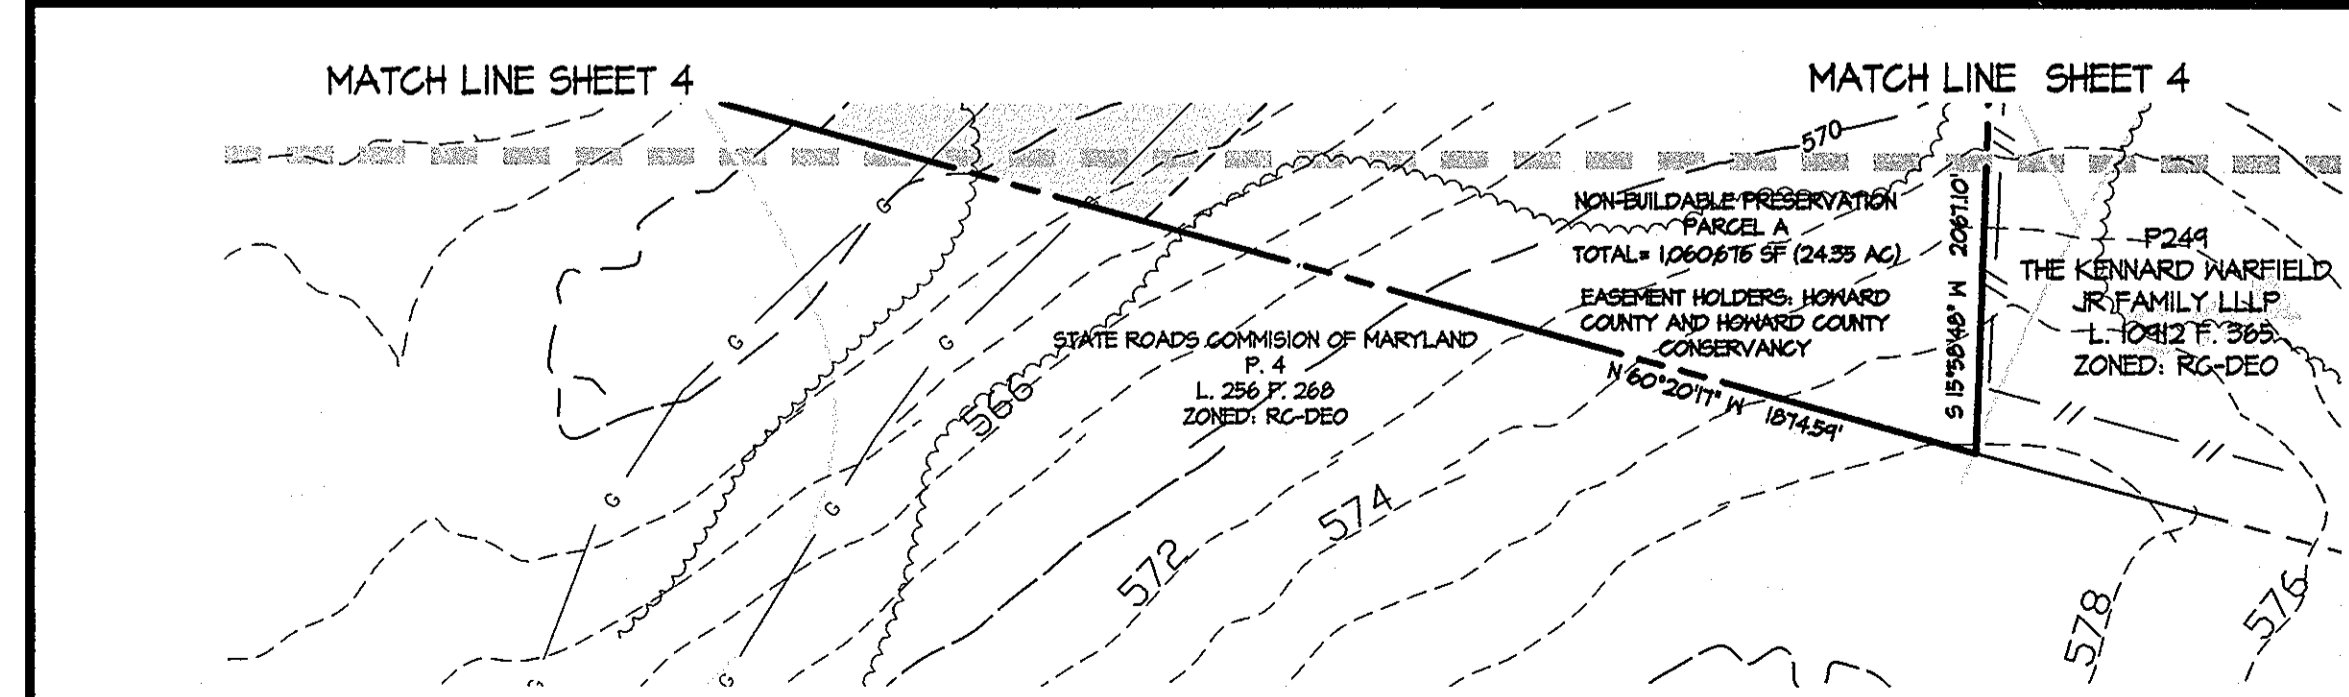 MATCH LINE SHEET 4
MATCH LINE SHEET 4
570
NON-BUILDABLE PRESERVATION
PARCEL A
TOTAL= 1,060,676 SF (24.35 AC)
EASEMENT HOLDERS: HOWARD
COUNTY AND HOWARD COUNTY
CONSERVANCY
S 15°58'48" W 2067.10'
P249
THE KENNARD WARFIELD
JR FAMILY LLLP
L. 10912 F. 365
ZONED: RC-DEO
STATE ROADS COMMISION OF MARYLAND
P. 4
L. 256 F. 268
ZONED: RC-DEO
N 60°20'17" W 1874.59'
566
572
574
578
576
G
G
G
G
G
G
G
G